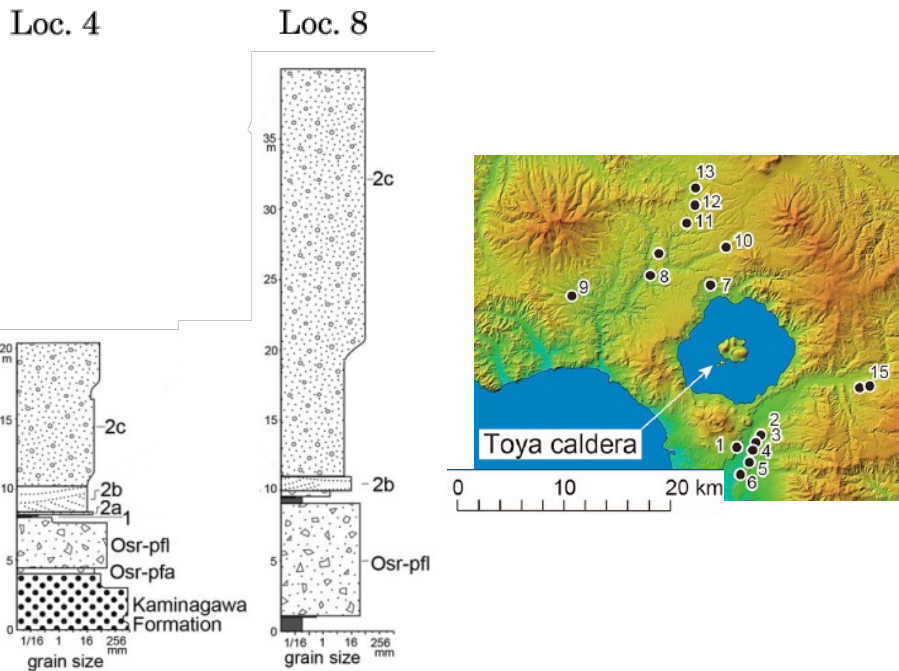 Loc. 4
Loc. 8
20
m
15
10
5
0
2c
2b
2a
1
Osr-pfl
Osr-pfa
Kaminagawa
Formation
1/16 1 16 256
mm
grain size
35
m
30
25
20
15
10
5
0
2c
2b
Osr-pfl
1/16 1 16 256
mm
grain size
13
12
11
10
8
7
9
15
Toya caldera
1
2
3
4
5
6
0 10 20 km